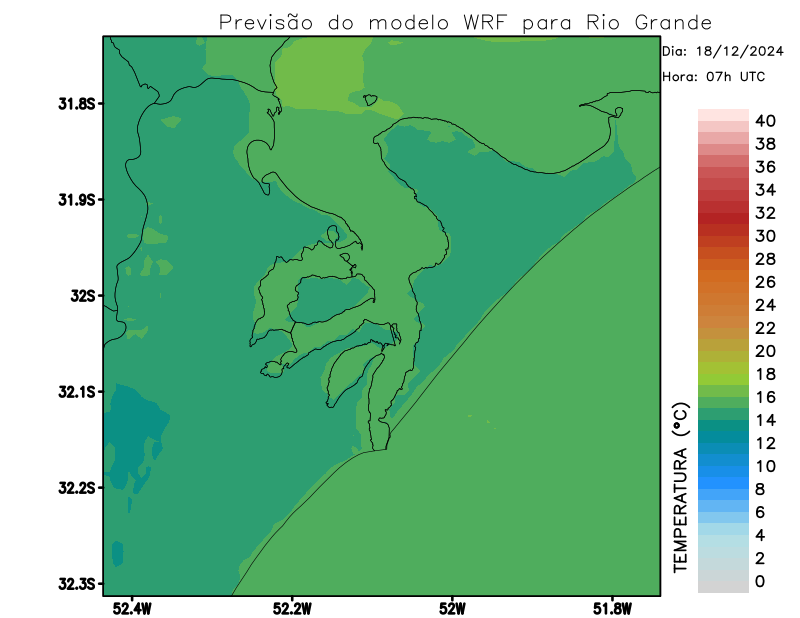 Previsão do modelo WRF para Rio Grande
Dia: 18/12/2024
Hora: 07h UTC
31.8S
31.9S
32S
32.1S
32.2S
32.3S
52.4W
52.2W
52W
51.8W
TEMPERATURA (°C)
40
38
36
34
32
30
28
26
24
22
20
18
16
14
12
10
8
6
4
2
0